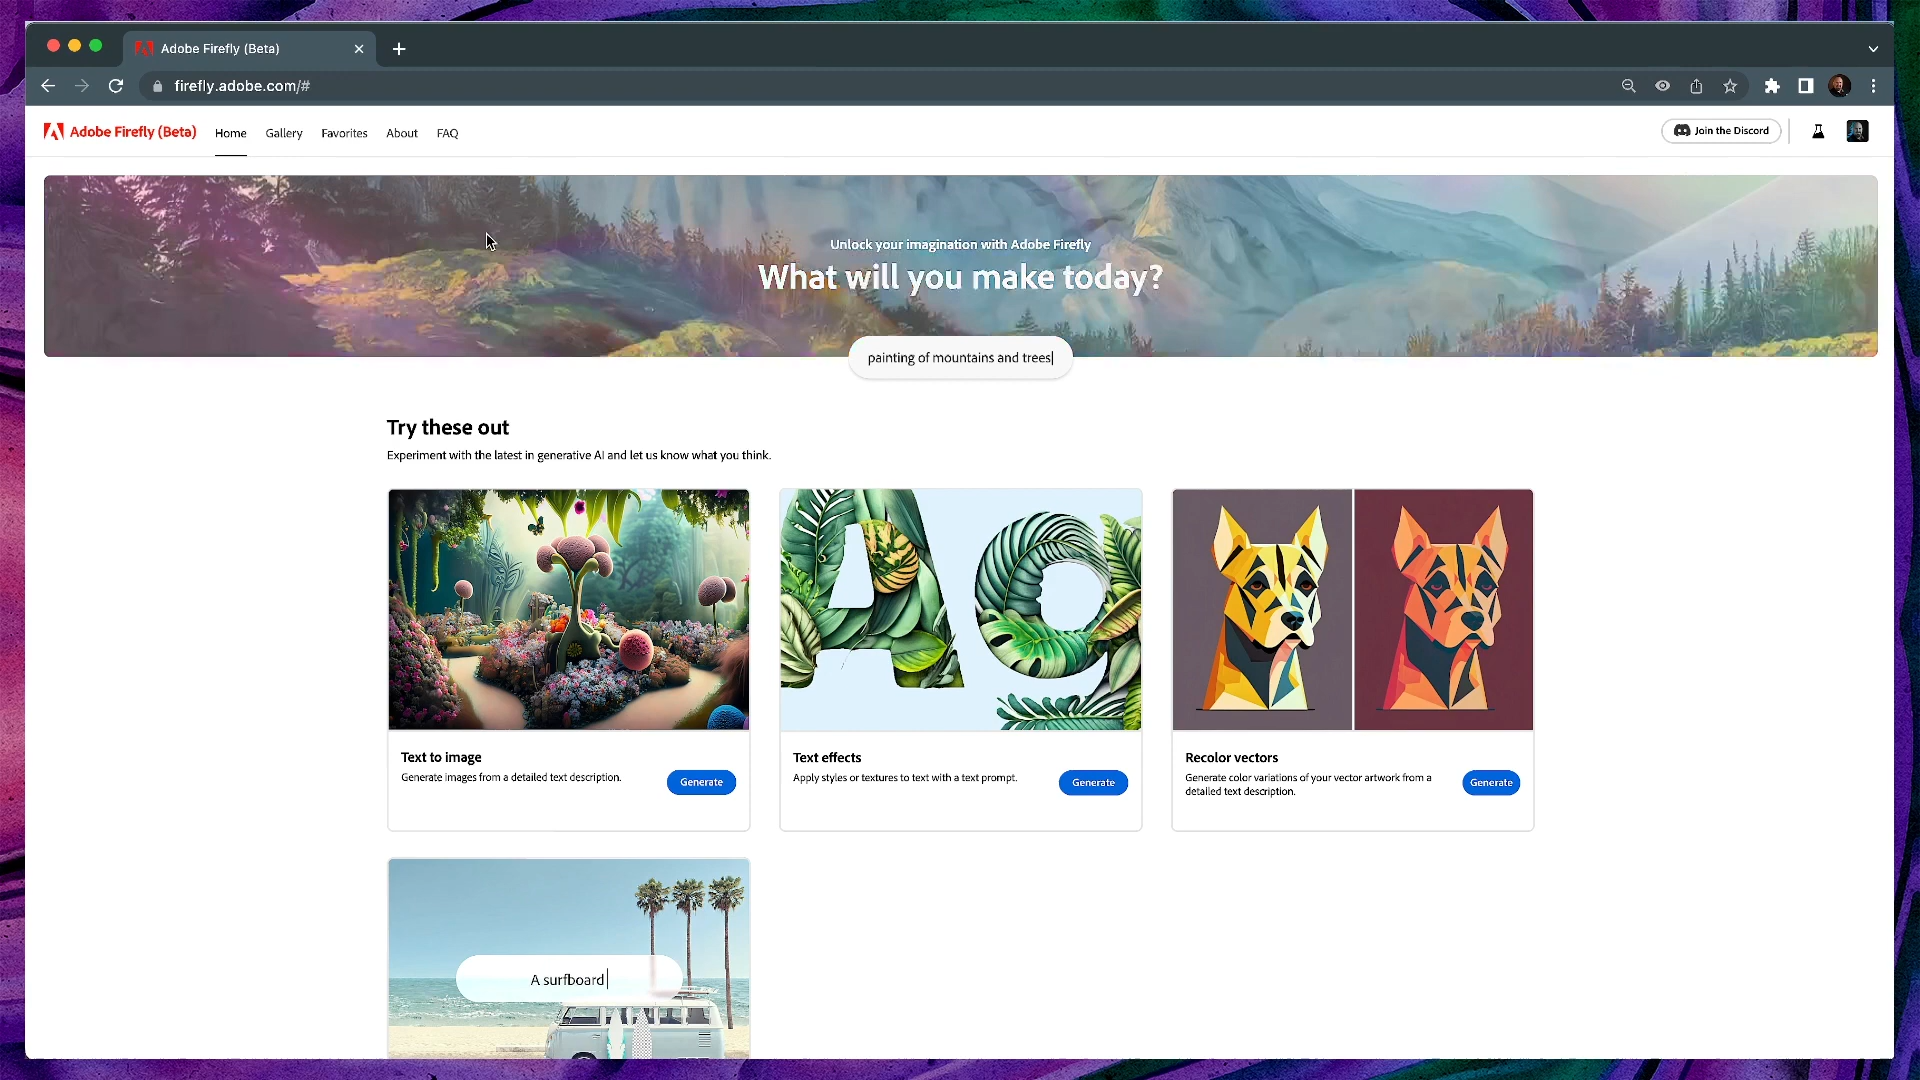 Adobe Firefly (Beta)
firefly.adobe.com/#
Adobe Firefly (Beta) Home Gallery Favorites About FAQ Join the Discord
Unlock your imagination with Adobe Firefly
What will you make today?
painting of mountains and trees
Try these out
Experiment with the latest in generative AI and let us know what you think.
Ag
Text to image
Generate images from a detailed text description.
Generate
Text effects
Apply styles or textures to text with a text prompt.
Generate
Recolor vectors
Generate color variations of your vector artwork from a
detailed text description.
Generate
A surfboard